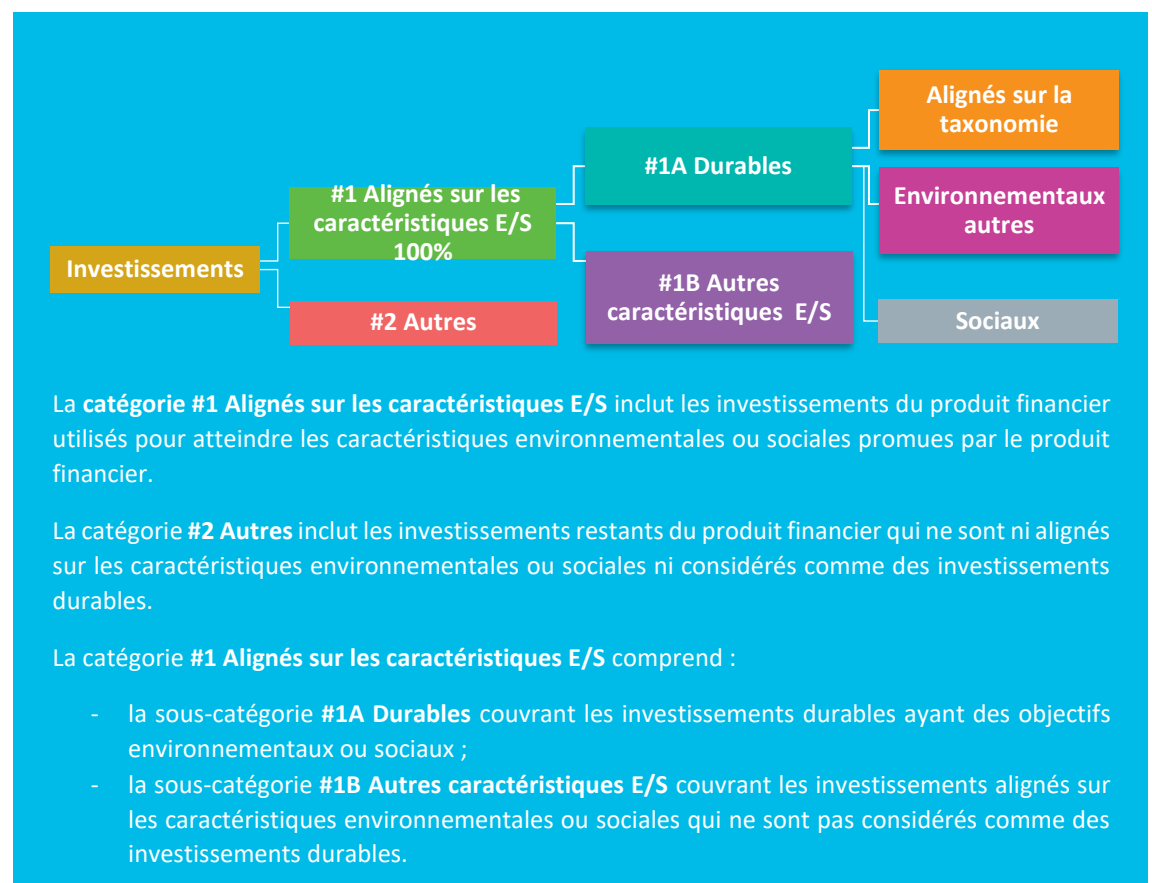 Alignés sur la
taxonomie
#1A Durables
#1 Alignés sur les
caractéristiques E/S
100%
Environnementaux
autres
Investissements
#1B Autres
caractéristiques E/S
#2 Autres
Sociaux
La catégorie #1 Alignés sur les caractéristiques E/S inclut les investissements du produit financier
utilisés pour atteindre les caractéristiques environnementales ou sociales promues par le produit
financier.
La catégorie #2 Autres inclut les investissements restants du produit financier qui ne sont ni alignés
sur les caractéristiques environnementales ou sociales ni considérés comme des investissements
durables.
La catégorie #1 Alignés sur les caractéristiques E/S comprend :
- la sous-catégorie #1A Durables couvrant les investissements durables ayant des objectifs
environnementaux ou sociaux ;
- la sous-catégorie #1B Autres caractéristiques E/S couvrant les investissements alignés sur
les caractéristiques environnementales ou sociales qui ne sont pas considérés comme des
investissements durables.